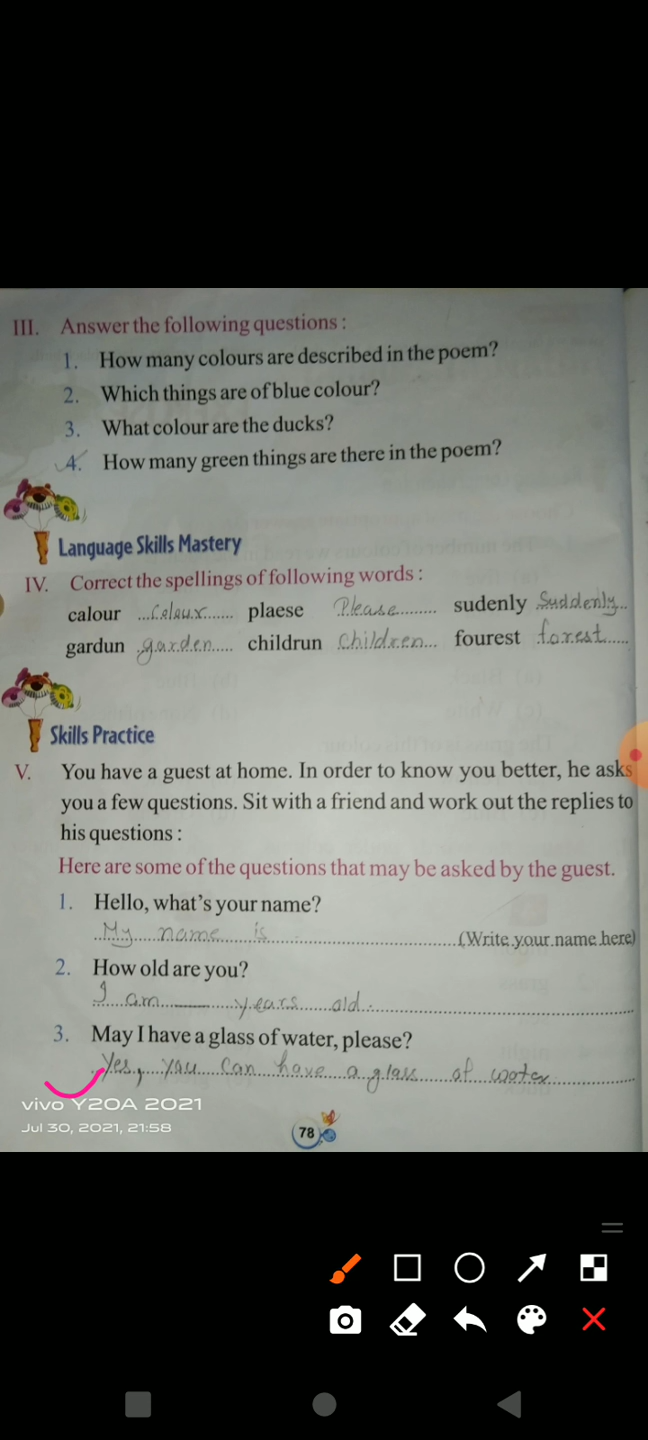 III. Answer the following questions :
1. How many colours are described in the poem?
2. Which things are of blue colour?
3. What colour are the ducks?
4. How many green things are there in the poem?
Language Skills Mastery
IV. Correct the spellings of following words :
calour ...Colour...... plaese Please......... sudenly Suddenly...
gardun .garden..... childrun Children... fourest forest.....
Skills Practice
V. You have a guest at home. In order to know you better, he asks
you a few questions. Sit with a friend and work out the replies to
his questions :
Here are some of the questions that may be asked by the guest.
1. Hello, what's your name?
My name is (Write your name here)
2. How old are you?
I am ___ years old.
3. May I have a glass of water, please?
Yes, you can have a glass of water
vivo Y20A 2021
Jul 30, 2021, 21:58
78